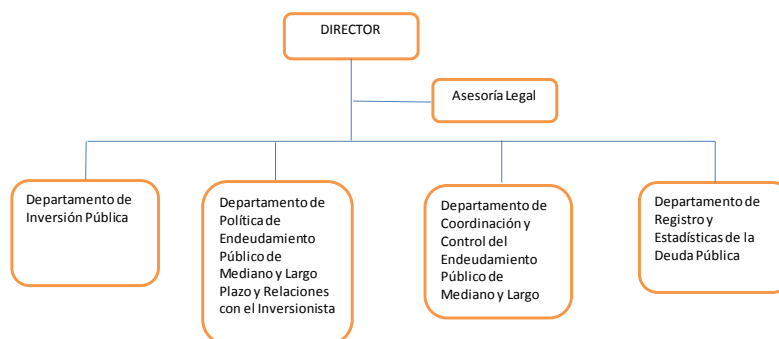 DIRECTOR
Asesoría Legal
Departamento de
Inversión Pública
Departamento de
Política de
Endeudamiento
Público de
Mediano y Largo
Plazo y Relaciones
con el Inversionista
Departamento de
Coordinación y
Control del
Endeudamiento
Público de
Mediano y Largo
Departamento de
Registro y
Estadísticas de la
Deuda Pública